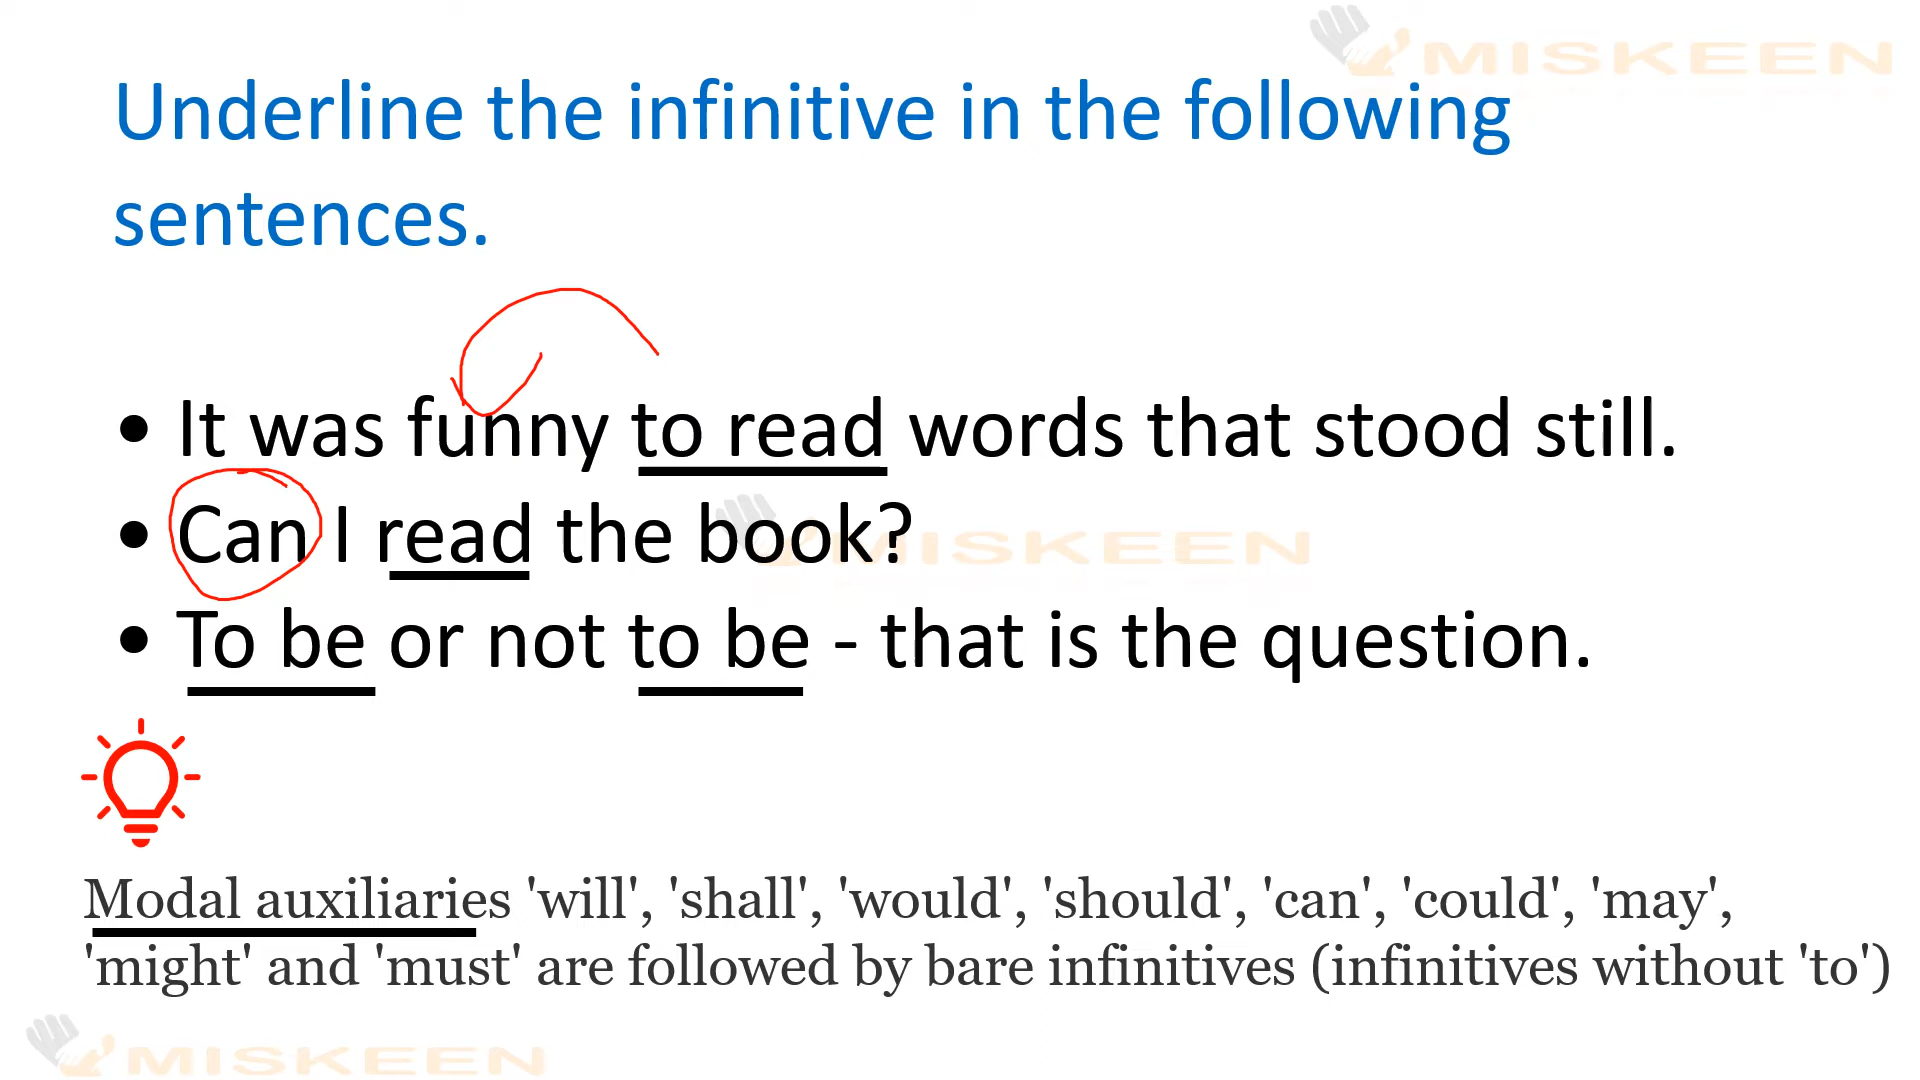 MISKEEN
Underline the infinitive in the following
sentences.
• It was funny to read words that stood still.
• Can I read the book?
MISKEEN
• To be or not to be - that is the question.
Modal auxiliaries 'will', 'shall', 'would', 'should', 'can', 'could', 'may',
'might' and 'must' are followed by bare infinitives (infinitives without 'to')
MISKEEN